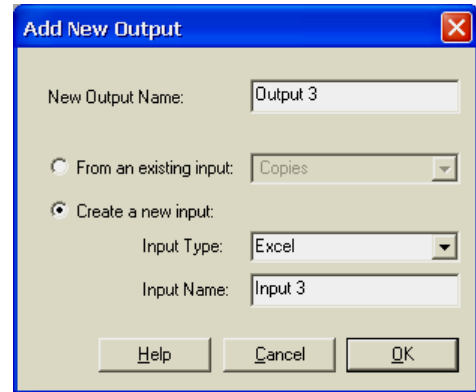 Add New Output
New Output Name: Output 3
From an existing input: Copies
Create a new input:
Input Type: Excel
Input Name: Input 3
Help Cancel OK